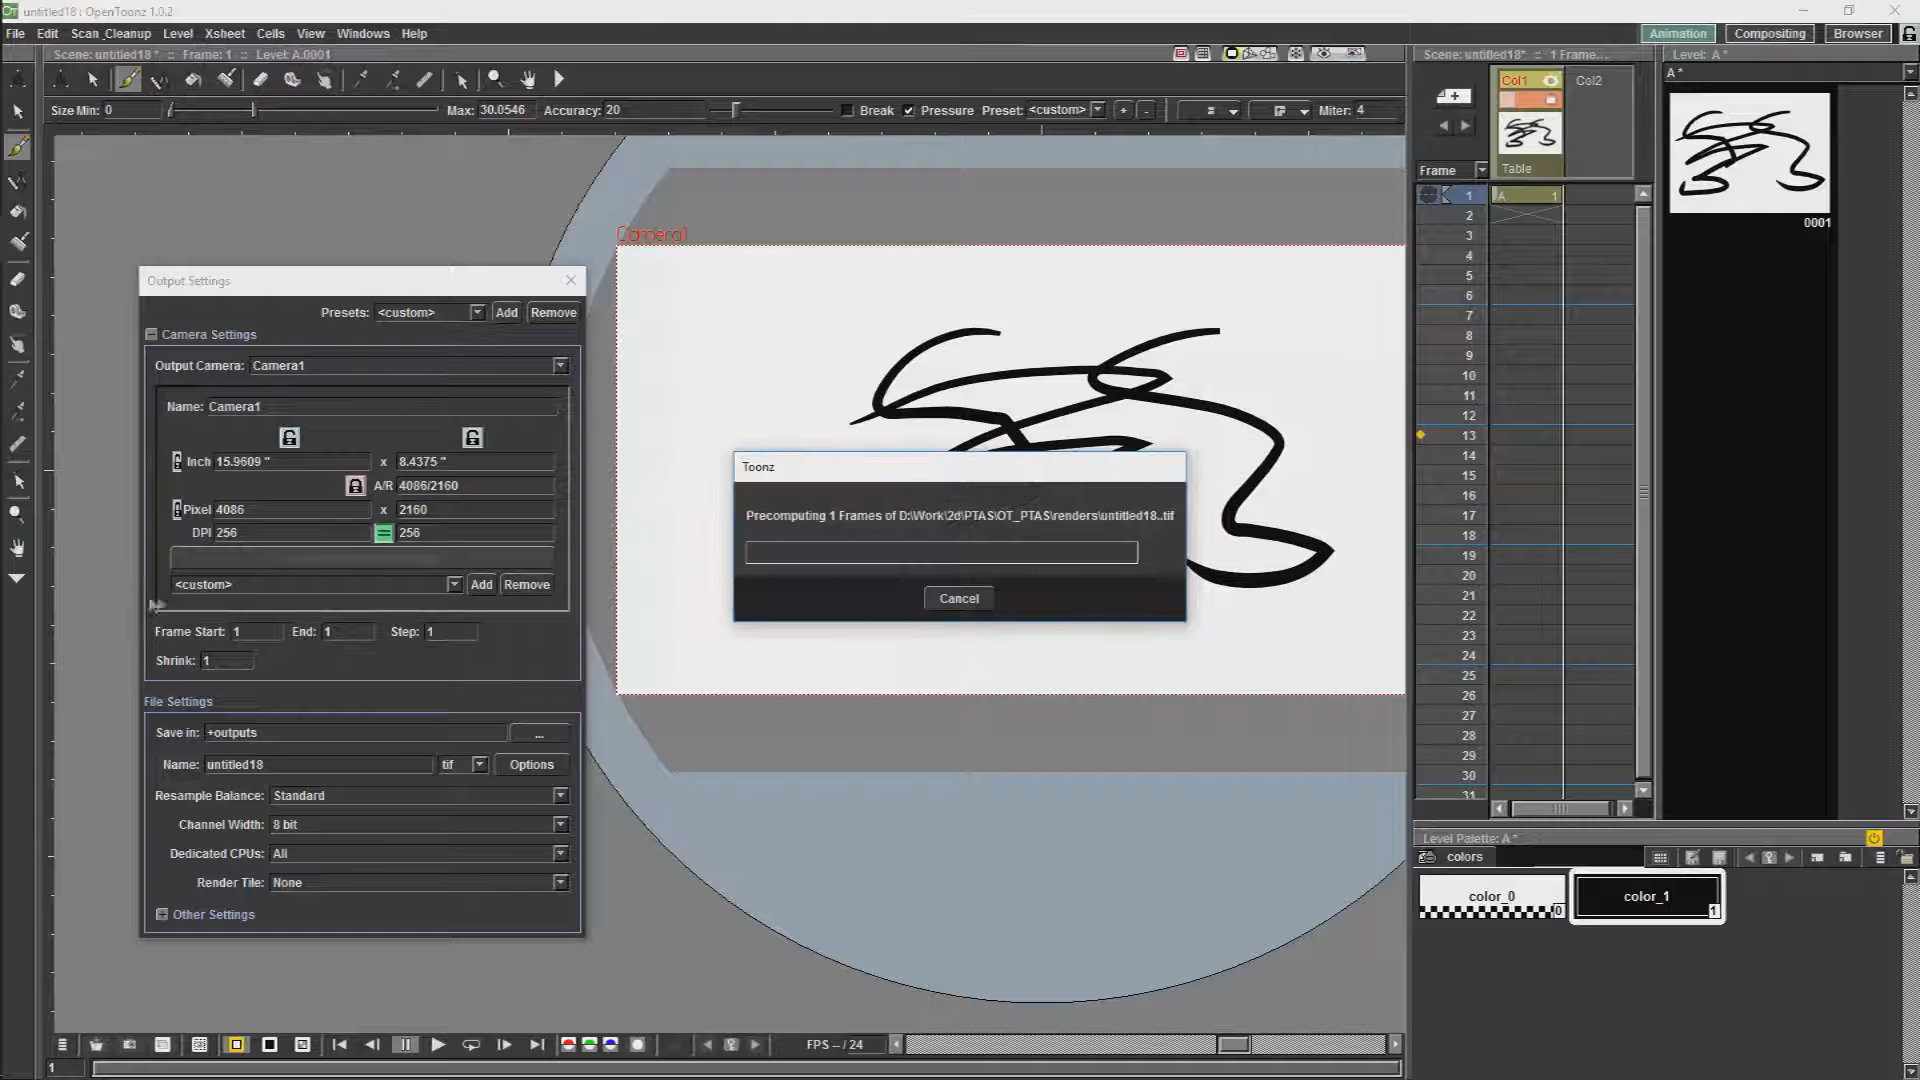 untitled18 : OpenToonz 1.0.2
File Edit Scan_Cleanup Level Xsheet Cells View Windows Help
Animation Compositing Browser
Scene: untitled18* :: Frame: 1 :: Level: A.0001
Scene: untitled18* :: 1 Frame...
Level: A*
A*
Size Min: 0 Max: 30.0546 Accuracy: 20 Break Pressure Preset: <custom> + - Miter: 4
Col1
Col2
Table
Frame
A 1
1
2
3
4
5
6
7
8
9
10
11
12
13
14
15
16
17
18
19
20
21
22
23
24
25
26
27
28
29
30
31
0001
Camera1
Output Settings
Presets: <custom> Add Remove
Camera Settings
Output Camera: Camera1
Name: Camera1
Inch 15.9609 " x 8.4375 "
A/R 4086/2160
Pixel 4086 x 2160
DPI 256 256
<custom> Add Remove
Frame Start: 1 End: 1 Step: 1
Shrink: 1
File Settings
Save in: +outputs ...
Name: untitled18 tif Options
Resample Balance: Standard
Channel Width: 8 bit
Dedicated CPUs: All
Render Tile: None
Other Settings
Toonz
Precomputing 1 Frames of D:\Work\2d\PTAS\OT_PTAS\renders\untitled18..tif
Cancel
Level Palette: A*
colors
color_0 0
color_1 1
FPS -- / 24
1